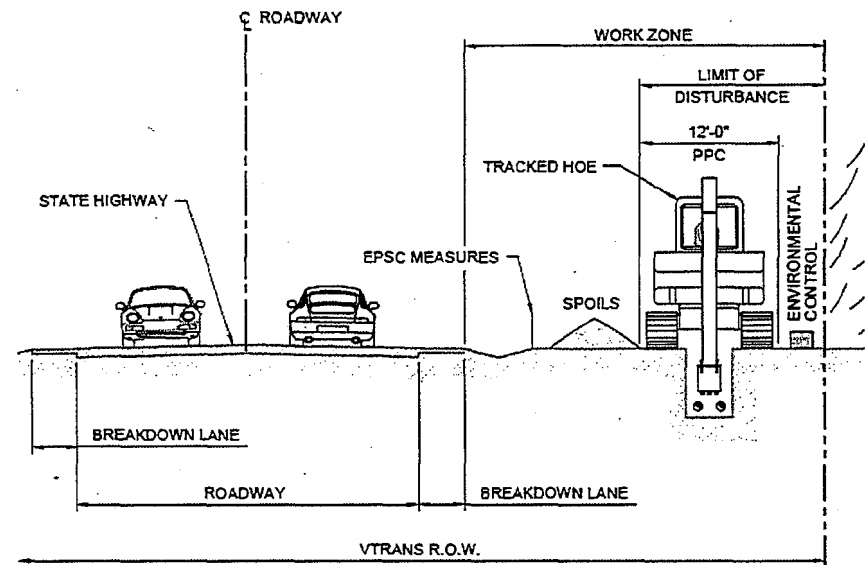 ℄ ROADWAY
WORK ZONE
LIMIT OF
DISTURBANCE
12'-0"
PPC
TRACKED HOE
STATE HIGHWAY
EPSC MEASURES
SPOILS
ENVIRONMENTAL
CONTROL
BREAKDOWN LANE
ROADWAY
BREAKDOWN LANE
VTRANS R.O.W.